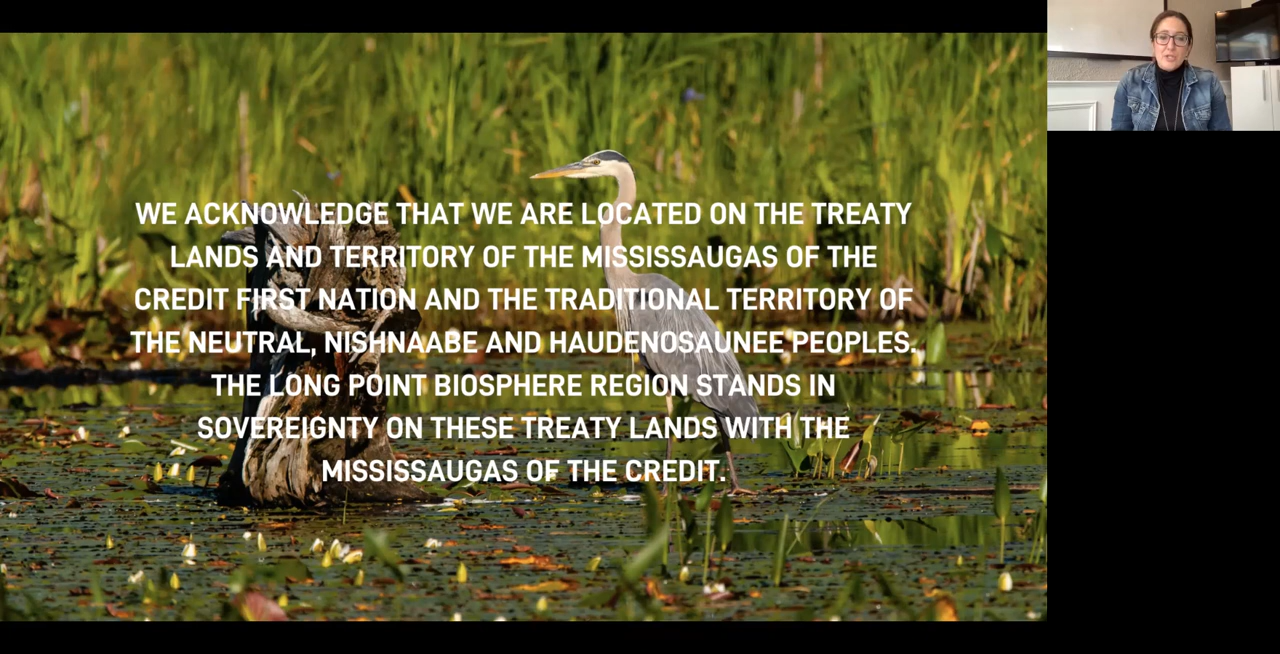 WE ACKNOWLEDGE THAT WE ARE LOCATED ON THE TREATY
LANDS AND TERRITORY OF THE MISSISSAUGAS OF THE
CREDIT FIRST NATION AND THE TRADITIONAL TERRITORY OF
THE NEUTRAL, NISHNAABE AND HAUDENOSAUNEE PEOPLES.
THE LONG POINT BIOSPHERE REGION STANDS IN
SOVEREIGNTY ON THESE TREATY LANDS WITH THE
MISSISSAUGAS OF THE CREDIT.